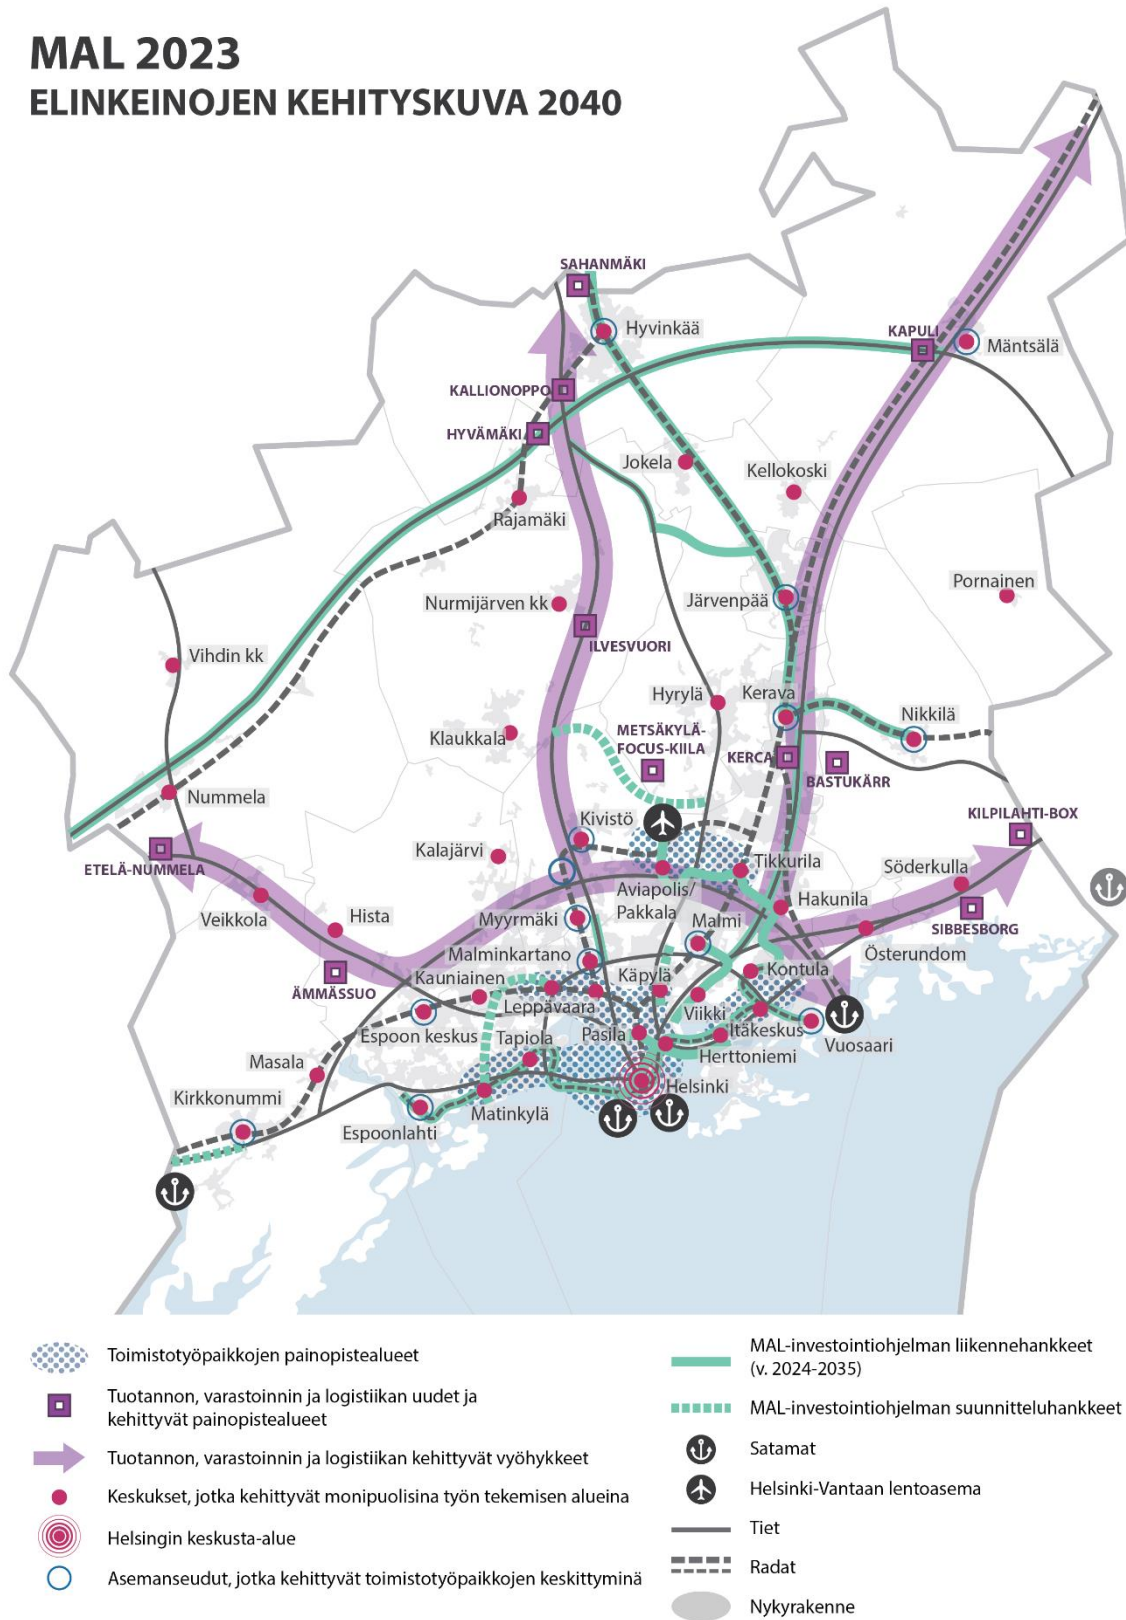 MAL 2023
ELINKEINOJEN KEHITYSKUVA 2040
SAHANMÄKI
Hyvinkää
KAPULI
Mäntsälä
KALLIONOPPO
HYVÄMÄKI
Jokela
Kellokoski
Rajamäki
Pornainen
Järvenpää
Nurmijärven kk
ILVESVUORI
Vihdin kk
Hyrylä
Kerava
Nikkilä
Klaukkala
METSÄKYLÄ-
FOCUS-KIILA
KERCA
BASTUKÄRR
Nummela
KILPILAHTI-BOX
Kivistö
Kalajärvi
ETELÄ-NUMMELA
Tikkurila
Söderkulla
Aviapolis/
Pakkala
Veikkola
Hista
Myyrmäki
Malmi
Hakunila
SIBBESBORG
Österundom
Malminkartano
Kauniainen
Käpylä
Kontula
ÄMMÄSSUO
Leppävaara
Viikki
Espoon keskus
Tapiola
Pasila
Itäkeskus
Vuosaari
Herttoniemi
Masala
Helsinki
Kirkkonummi
Matinkylä
Espoonlahti
Toimistotyöpaikkojen painopistealueet
Tuotannon, varastoinnin ja logistiikan uudet ja
kehittyvät painopistealueet
Tuotannon, varastoinnin ja logistiikan kehittyvät vyöhykkeet
Keskukset, jotka kehittyvät monipuolisina työn tekemisen alueina
Helsingin keskusta-alue
Asemanseudut, jotka kehittyvät toimistotyöpaikkojen keskittyminä
MAL-investointiohjelman liikennehankkeet
(v. 2024-2035)
MAL-investointiohjelman suunnitteluhankkeet
Satamat
Helsinki-Vantaan lentoasema
Tiet
Radat
Nykyrakenne